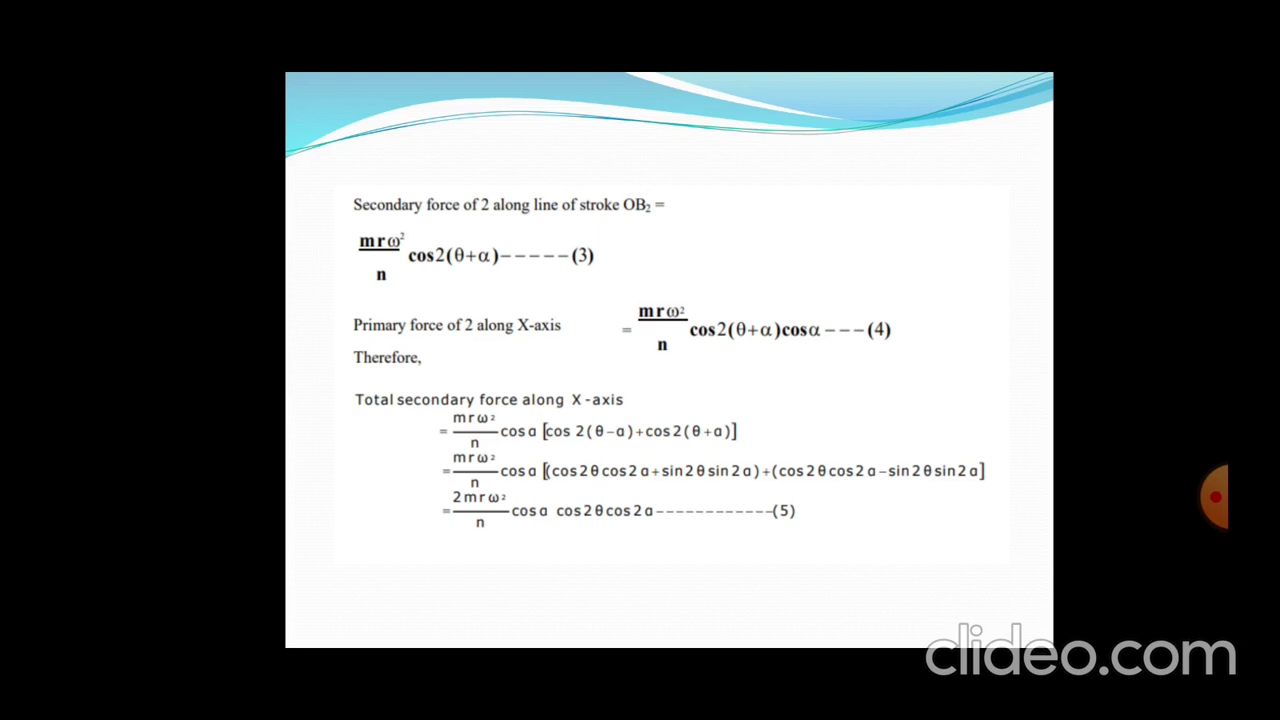 Secondary force of 2 along line of stroke OB₂ =
mrω²/n cos2(θ+α)-----(3)
Primary force of 2 along X-axis = mrω²/n cos2(θ+α)cosα---(4)
Therefore,
Total secondary force along X-axis
= mrω²/n cosα [cos 2(θ-α)+cos2(θ+α)]
= mrω²/n cosα [(cos2θcos2α+sin2θsin2α)+(cos2θcos2α-sin2θsin2α]
= 2mrω²/n cosα cos2θcos2α------------(5)
clideo.com